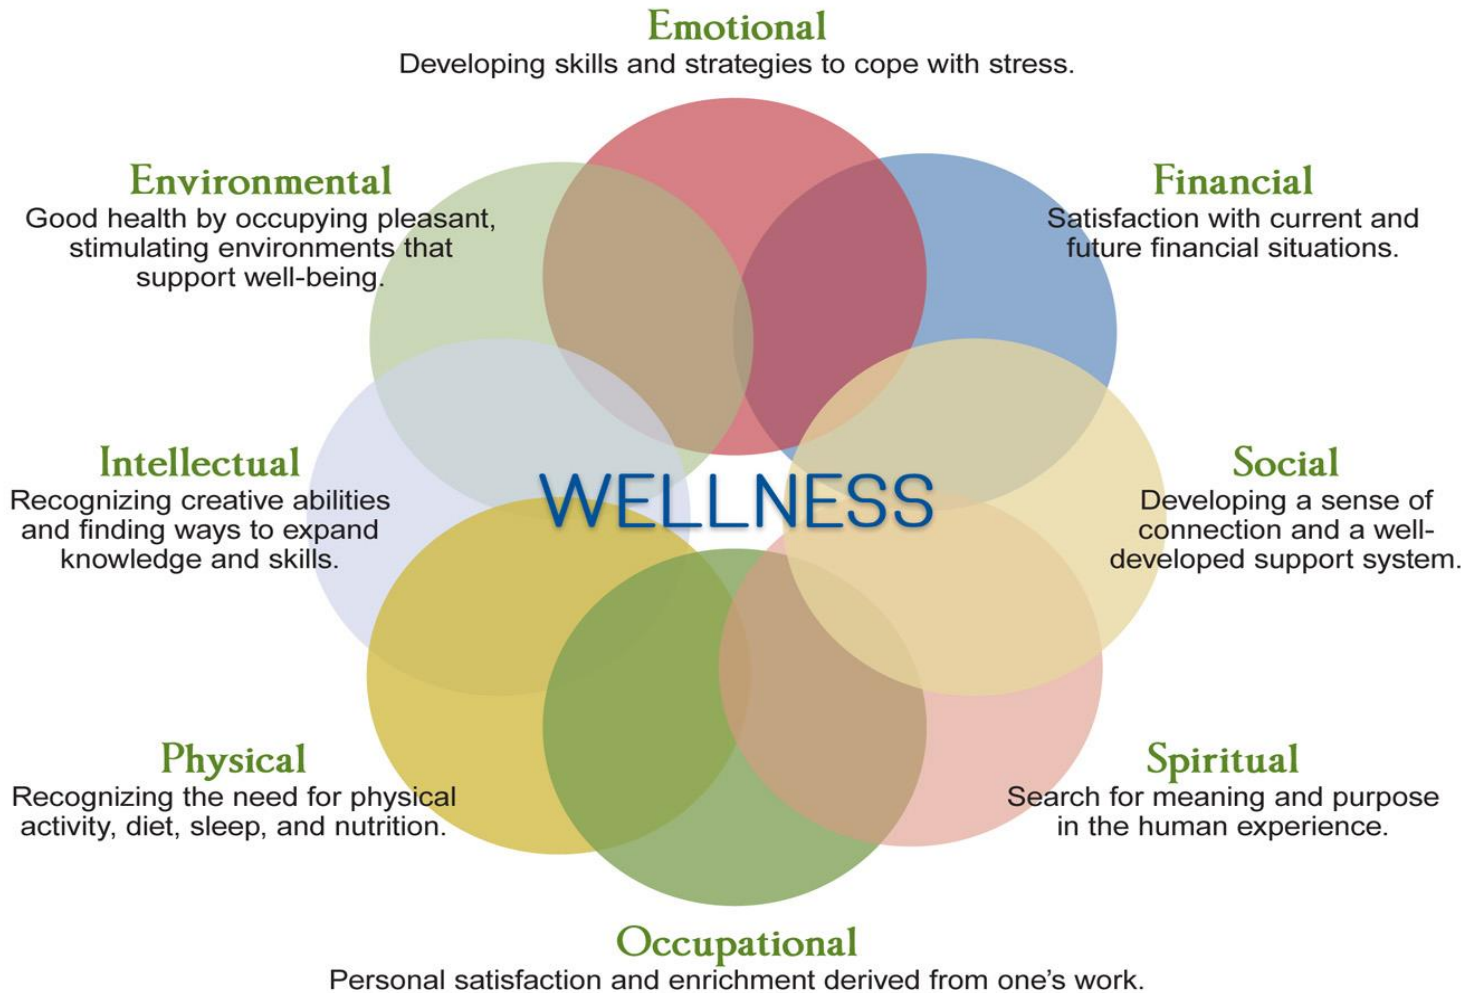 Emotional
Developing skills and strategies to cope with stress.
Environmental
Good health by occupying pleasant,
stimulating environments that
support well-being.
Financial
Satisfaction with current and
future financial situations.
Intellectual
Recognizing creative abilities
and finding ways to expand
knowledge and skills.
WELLNESS
Social
Developing a sense of
connection and a well-
developed support system.
Physical
Recognizing the need for physical
activity, diet, sleep, and nutrition.
Spiritual
Search for meaning and purpose
in the human experience.
Occupational
Personal satisfaction and enrichment derived from one’s work.